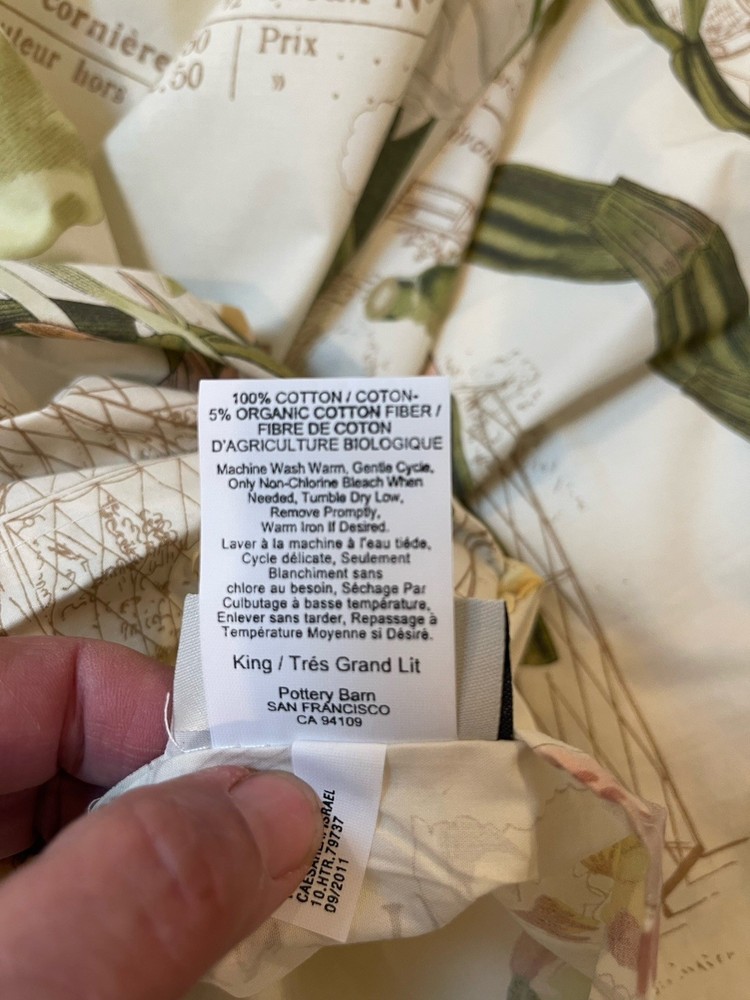 cornière
uteur hors
Prix
50
.50 »
100% COTTON / COTON-
5% ORGANIC COTTON FIBER /
FIBRE DE COTON
D'AGRICULTURE BIOLOGIQUE
Machine Wash Warm, Gentle Cycle,
Only Non-Chlorine Bleach When
Needed, Tumble Dry Low,
Remove Promptly,
Warm Iron If Desired.
Laver à la machine à l'eau tiéde,
Cycle délicate, Seulement
Blanchiment sans
chlore au besoin, Séchage Par
Culbutage à basse température,
Enlever sans tarder, Repassage à
Température Moyenne si Désiré.
King / Trés Grand Lit
Pottery Barn
SAN FRANCISCO
CA 94109
ISRAEL
10.HTR.79737
09/2011